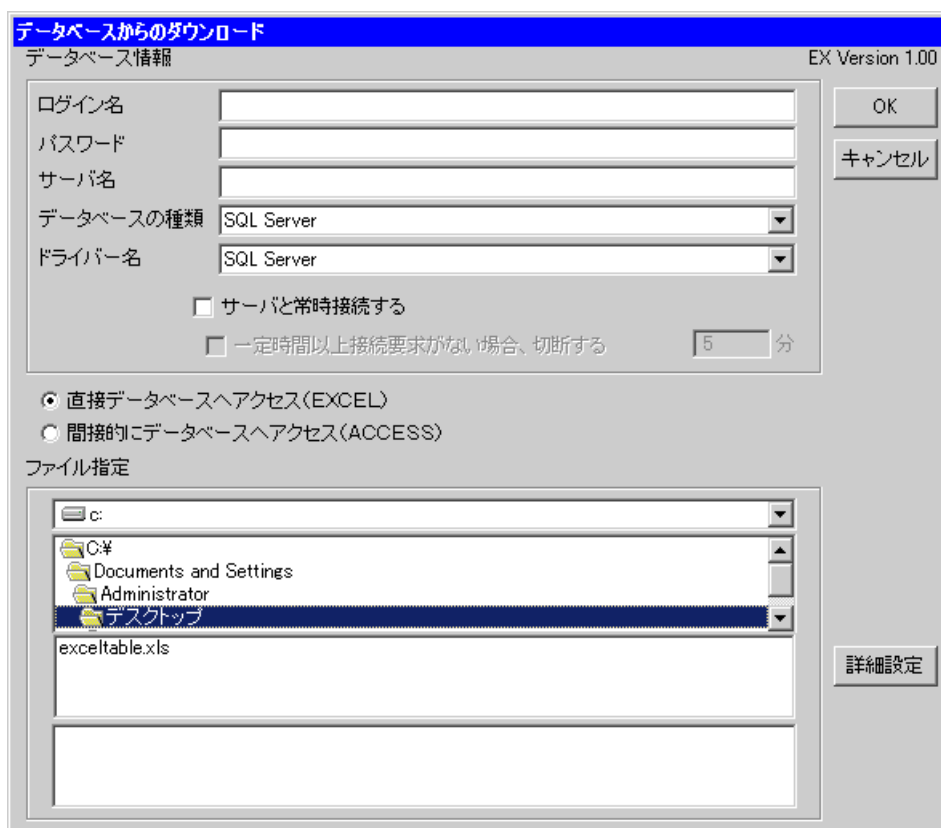 データベースからのダウンロード
データベース情報
EX Version 1.00
ログイン名
OK
パスワード
キャンセル
サーバ名
データベースの種類 SQL Server
ドライバー名 SQL Server
サーバと常時接続する
一定時間以上接続要求がない場合、切断する 5 分
直接データベースへアクセス(EXCEL)
間接的にデータベースへアクセス(ACCESS)
ファイル指定
c:
C:¥
Documents and Settings
Administrator
デスクトップ
exceltable.xls
詳細設定